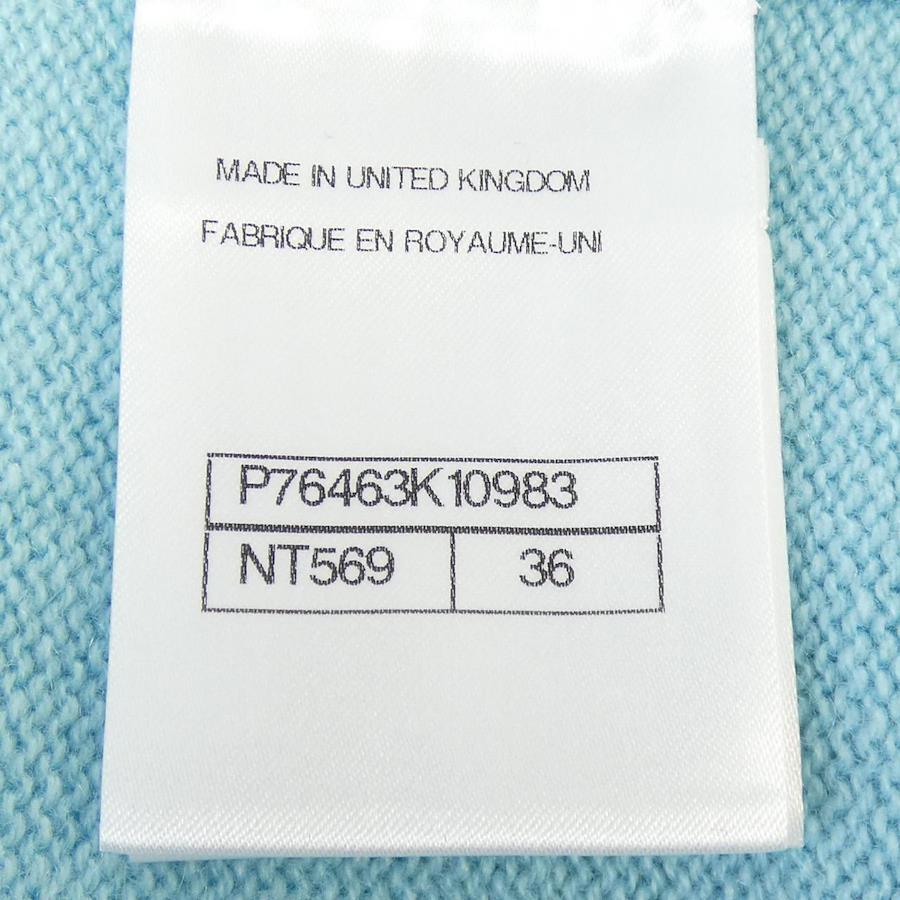 MADE IN UNITED KINGDOM
FABRIQUE EN ROYAUME-UNI
P76463K10983
NT569 36